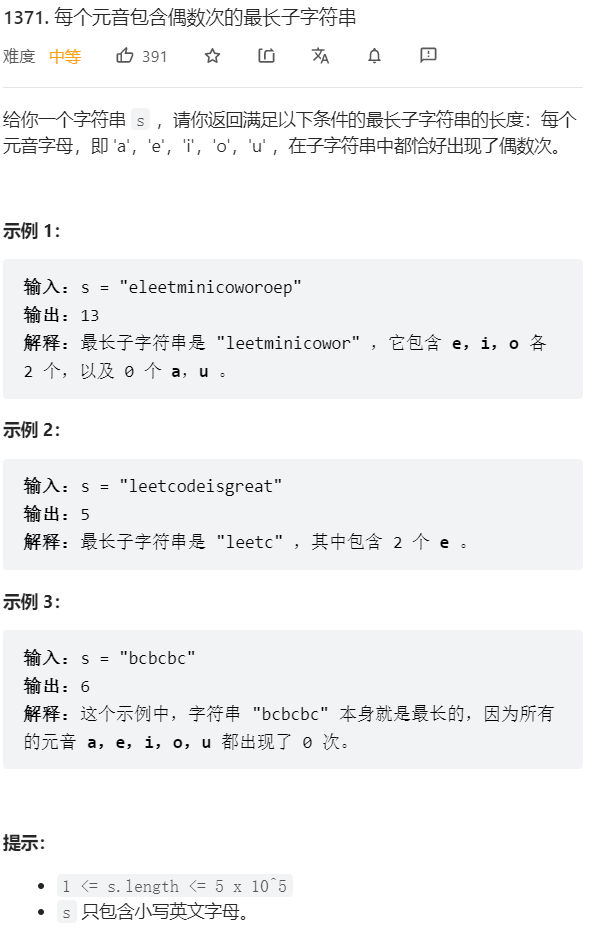 1371. 每个元音包含偶数次的最长子字符串
难度 中等 391
给你一个字符串 s ，请你返回满足以下条件的最长子字符串的长度：每个
元音字母，即 'a'，'e'，'i'，'o'，'u' ，在子字符串中都恰好出现了偶数次。
示例 1：
输入：s = "eleetminicoworoep"
输出：13
解释：最长子字符串是 "leetminicowor" ，它包含 e，i，o 各
2 个，以及 0 个 a，u 。
示例 2：
输入：s = "leetcodeisgreat"
输出：5
解释：最长子字符串是 "leetc" ，其中包含 2 个 e 。
示例 3：
输入：s = "bcbcbc"
输出：6
解释：这个示例中，字符串 "bcbcbc" 本身就是最长的，因为所有
的元音 a，e，i，o，u 都出现了 0 次。
提示：
• 1 <= s.length <= 5 x 10^5
• s 只包含小写英文字母。